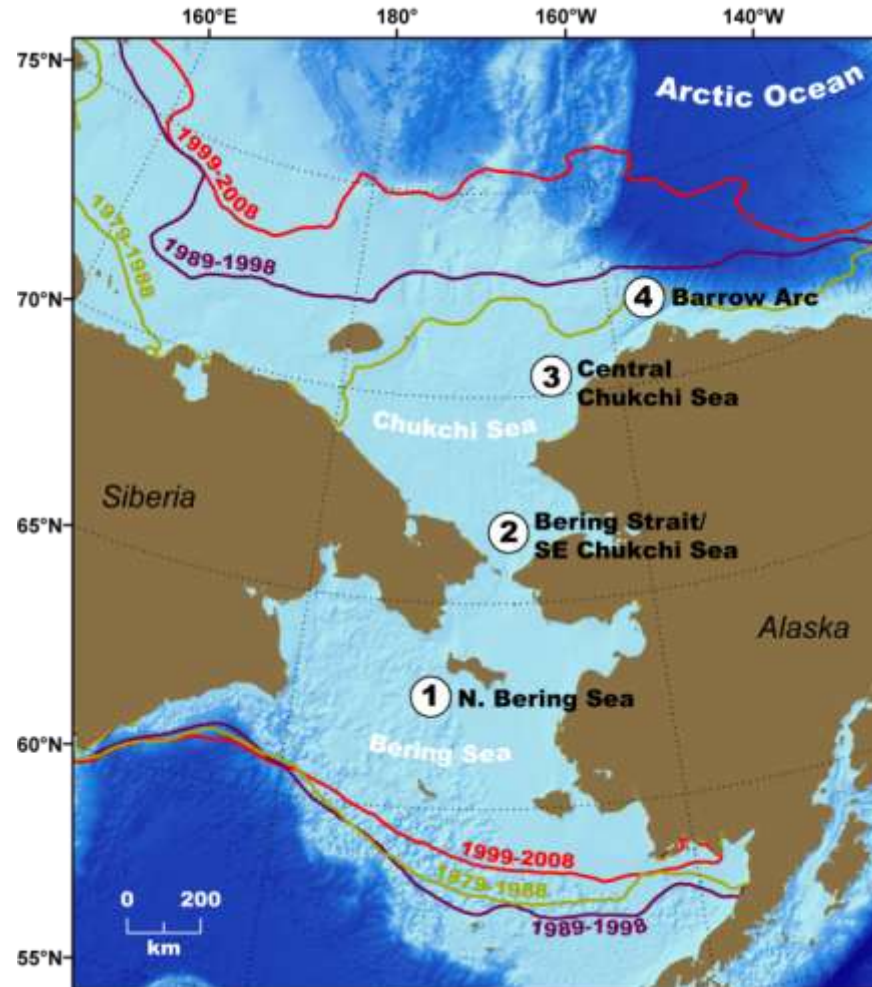 160°E 180° 160°W 140°W
75°N
Arctic Ocean
1999-2008
1979-1988
1989-1998
70°N
4 Barrow Arc
3 Central
Chukchi Sea
Chukchi Sea
Siberia
65°N
2 Bering Strait/
SE Chukchi Sea
Alaska
1 N. Bering Sea
60°N
Bering Sea
1999-2008
1979-1988
0 200
km
1989-1998
55°N